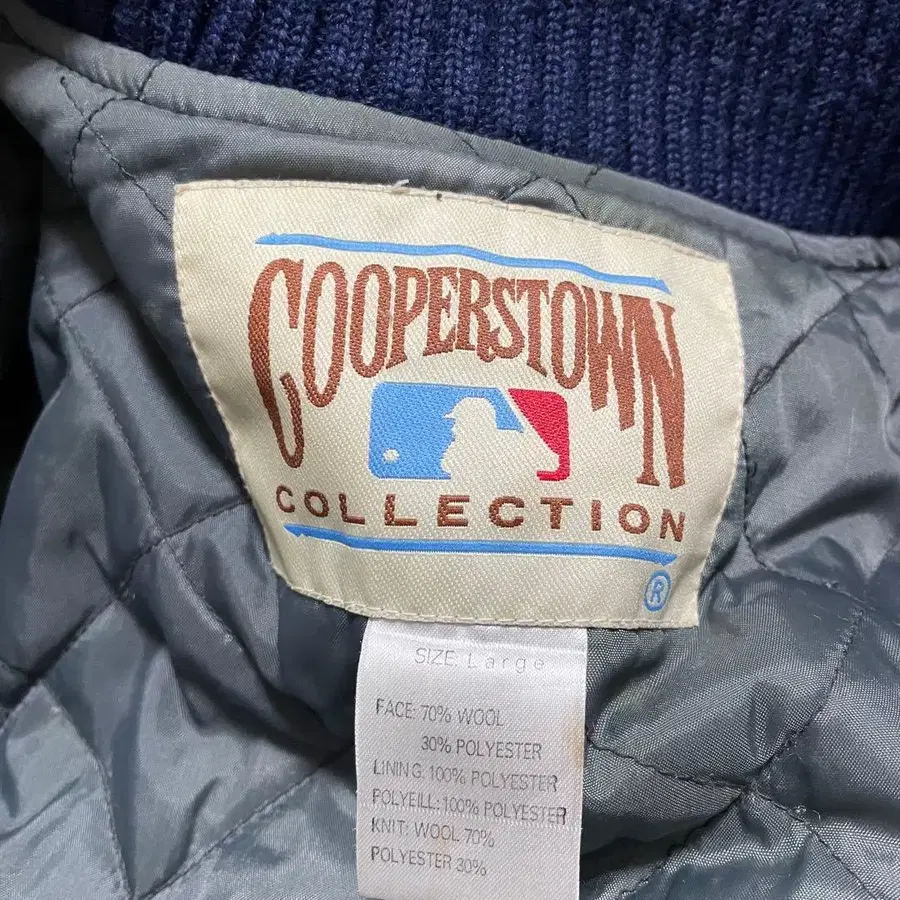 COOPERSTOWN
COLLECTION
®
SIZE: Large
FACE: 70% WOOL
30% POLYESTER
LINING: 100% POLYESTER
POLYEILL: 100% POLYESTER
KNIT: WOOL 70%
POLYESTER 30%